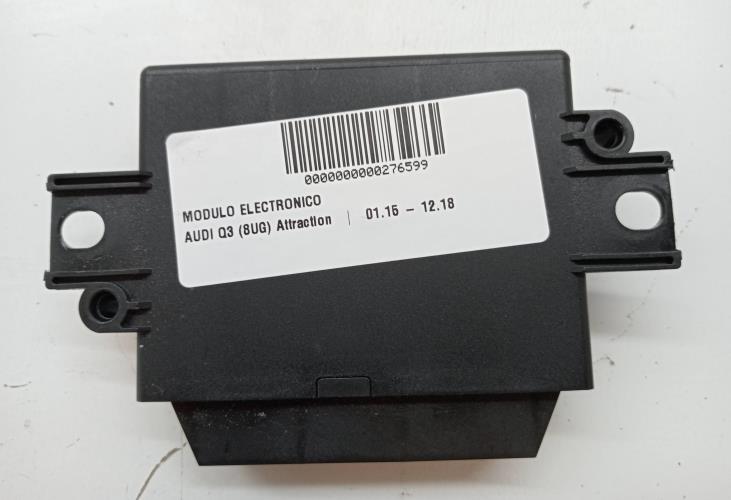 0000000000276599
MODULO ELECTRONICO
AUDI Q3 (8UG) Attraction | 01.15 - 12.18